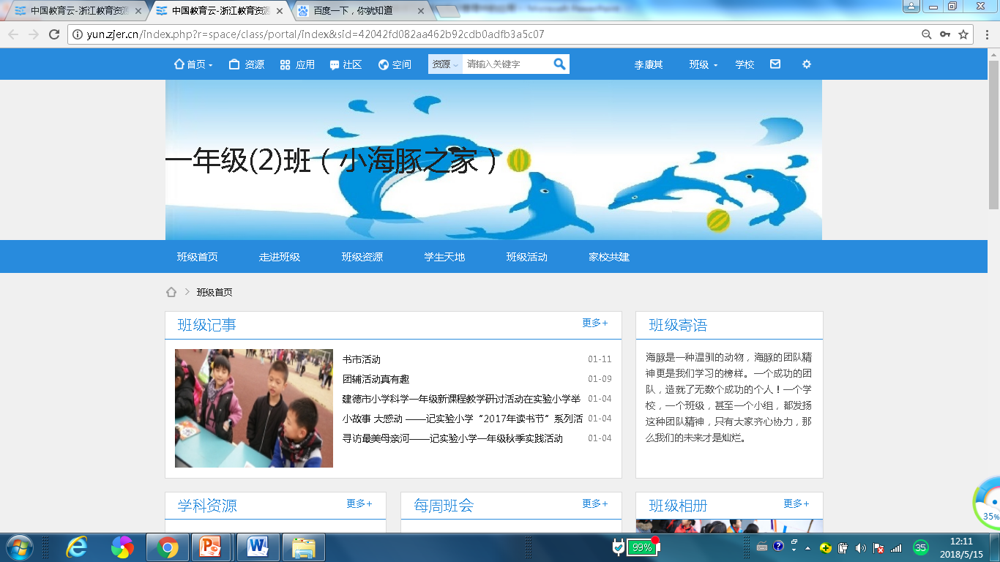 中国教育云-浙江教育资源
中国教育云-浙江教育资源
百度一下，你就知道
yun.zjer.cn/index.php?r=space/class/portal/index&sid=42042fd082aa462b92cdb0adfb3a5c07
首页 资源 应用 社区 空间 资源 请输入关键字 李康其 班级 学校
一年级(2)班（小海豚之家）
班级首页 走进班级 班级资源 学生天地 班级活动 家校共建
班级首页
班级记事 更多+
书市活动 01-11
团辅活动真有趣 01-09
建德市小学科学一年级新课程教学研讨活动在实验小学举 01-04
小故事 大感动 ——记实验小学“2017年读书节”系列活 01-04
寻访最美母亲河——记实验小学一年级秋季实践活动 01-04
班级寄语
海豚是一种温驯的动物，海豚的团队精
神更是我们学习的榜样。一个成功的团
队，造就了无数个成功的个人！一个学
校，一个班级，甚至一个小组，都发扬
这种团队精神，只有大家齐心协力，那
么我们的未来才是灿烂。
学科资源 更多+
每周班会 更多+
班级相册 更多+
35%
99%
35
12:11
2018/5/15